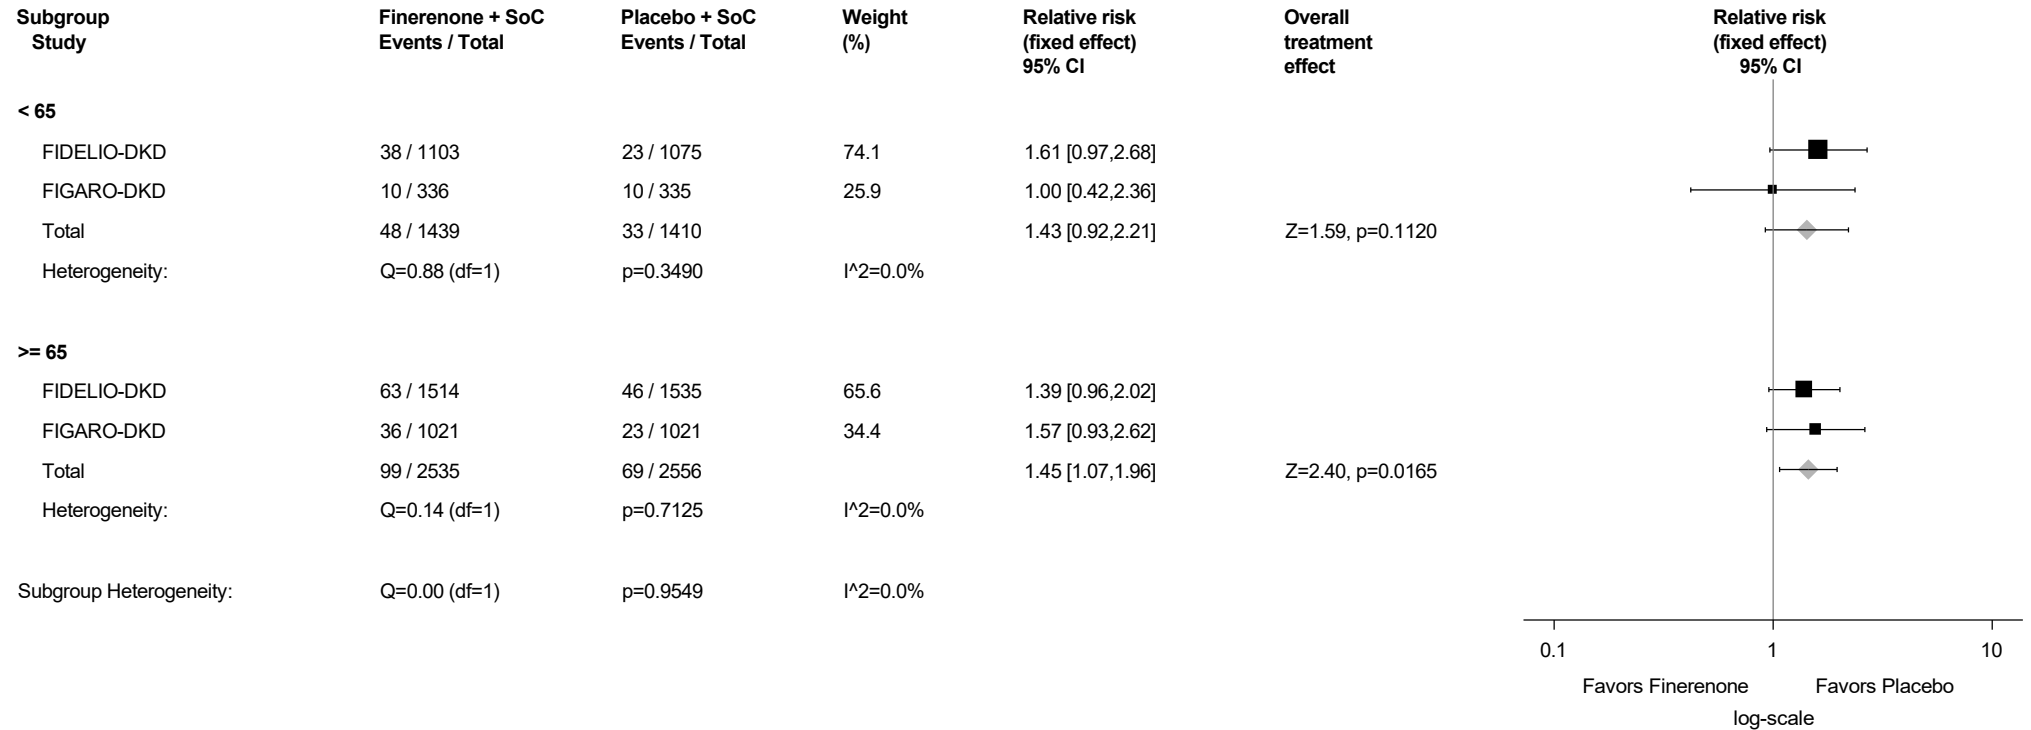 Subgroup Finerenone + SoC Placebo + SoC Weight Relative risk Overall Relative risk
Study Events / Total Events / Total (%) (fixed effect) treatment (fixed effect)
95% CI effect 95% CI
< 65
FIDELIO-DKD 38 / 1103 23 / 1075 74.1 1.61 [0.97,2.68]
FIGARO-DKD 10 / 336 10 / 335 25.9 1.00 [0.42,2.36]
Total 48 / 1439 33 / 1410 1.43 [0.92,2.21] Z=1.59, p=0.1120
Heterogeneity: Q=0.88 (df=1) p=0.3490 I^2=0.0%
>= 65
FIDELIO-DKD 63 / 1514 46 / 1535 65.6 1.39 [0.96,2.02]
FIGARO-DKD 36 / 1021 23 / 1021 34.4 1.57 [0.93,2.62]
Total 99 / 2535 69 / 2556 1.45 [1.07,1.96] Z=2.40, p=0.0165
Heterogeneity: Q=0.14 (df=1) p=0.7125 I^2=0.0%
Subgroup Heterogeneity: Q=0.00 (df=1) p=0.9549 I^2=0.0%
0.1 1 10
Favors Finerenone Favors Placebo
log-scale